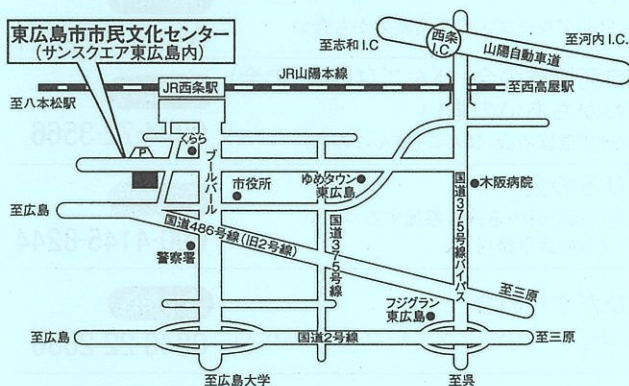 東広島市市民文化センター
(サンスクエア東広島内)
至志和I.C
西条
I.C
至河内I.C.
山陽自動車道
JR西条駅
JR山陽本線
至八本松駅
至西高屋駅
P
くらら
ブールバール
市役所
ゆめタウン
東広島
国道375号線
国道375号線バイパス
木阪病院
至広島
国道486号線(旧2号線)
警察署
フジグラン
東広島
至三原
至広島
国道2号線
至三原
至広島大学
至呉